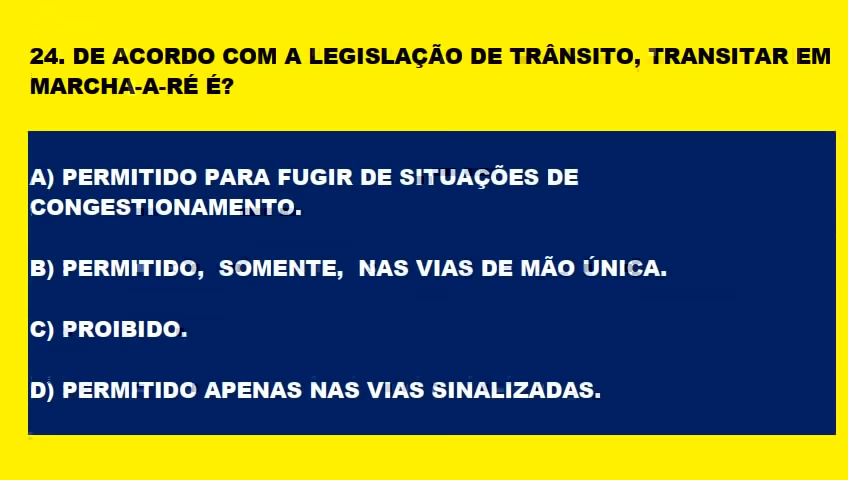 24. DE ACORDO COM A LEGISLAÇÃO DE TRÂNSITO, TRANSITAR EM
MARCHA-A-RÉ É?
A) PERMITIDO PARA FUGIR DE SITUAÇÕES DE
CONGESTIONAMENTO.
B) PERMITIDO, SOMENTE, NAS VIAS DE MÃO ÚNICA.
C) PROIBIDO.
D) PERMITIDO APENAS NAS VIAS SINALIZADAS.